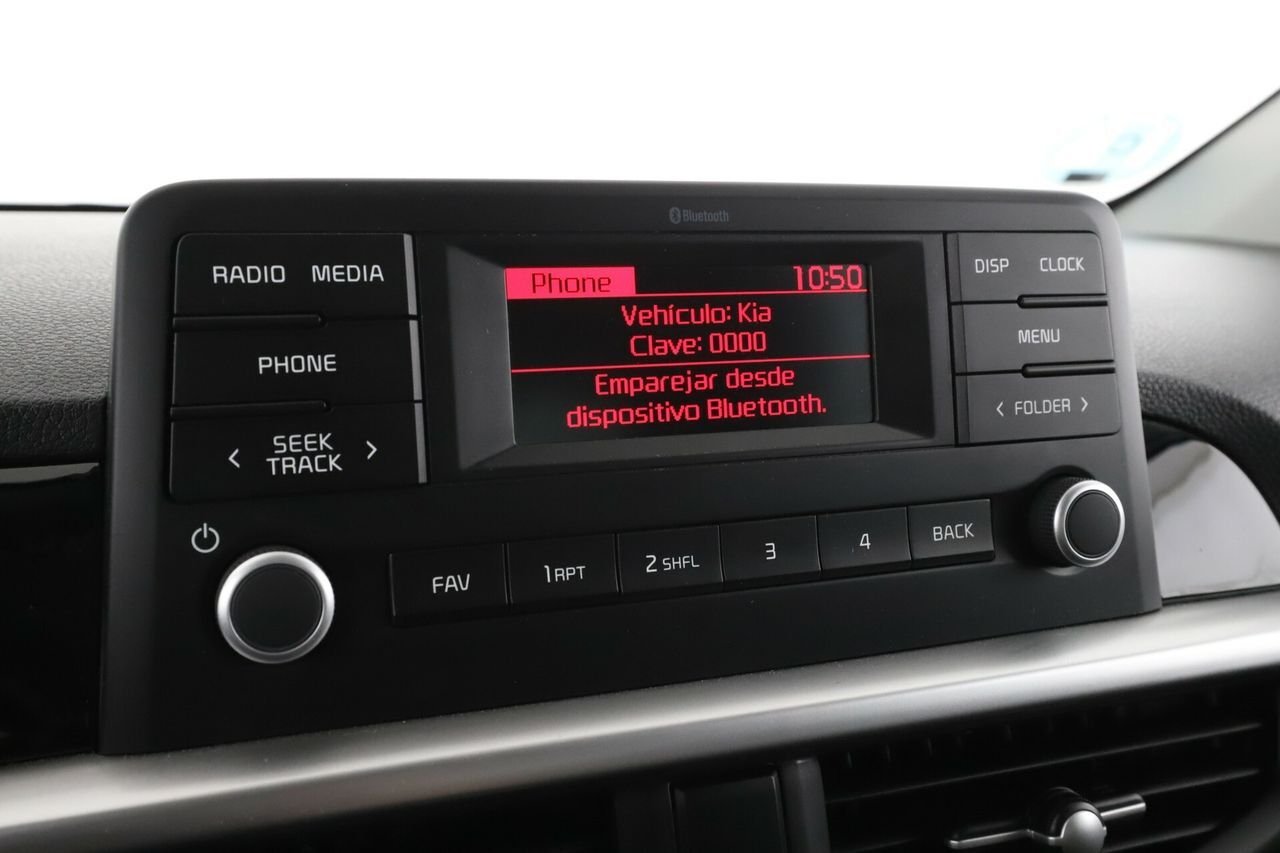 Bluetooth
RADIO MEDIA
PHONE
< SEEK TRACK >
Phone 10:50
Vehículo: Kia
Clave: 0000
Emparejar desde
dispositivo Bluetooth.
DISP CLOCK
MENU
< FOLDER >
FAV 1 RPT 2 SHFL 3 4 BACK